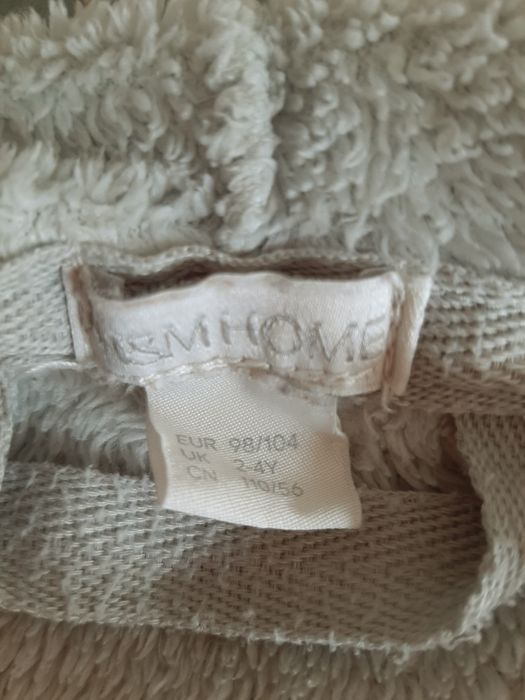 H&M HOME
EUR 98/104
UK 2-4Y
CN 110/56